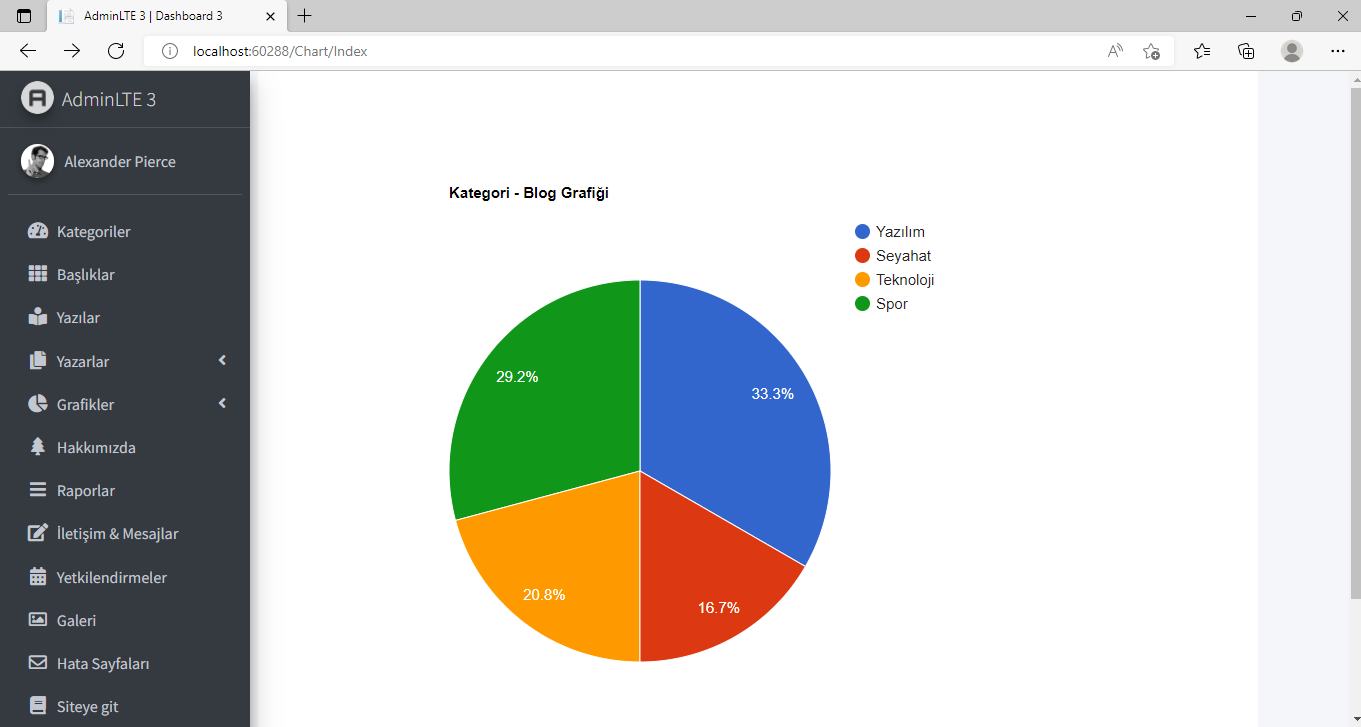 AdminLTE 3 | Dashboard 3
localhost:60288/Chart/Index
AdminLTE 3
Alexander Pierce
Kategoriler
Başlıklar
Yazılar
Yazarlar
Grafikler
Hakkımızda
Raporlar
İletişim & Mesajlar
Yetkilendirmeler
Galeri
Hata Sayfaları
Siteye git
Kategori - Blog Grafiği
Yazılım
Seyahat
Teknoloji
Spor
29.2%
33.3%
20.8%
16.7%